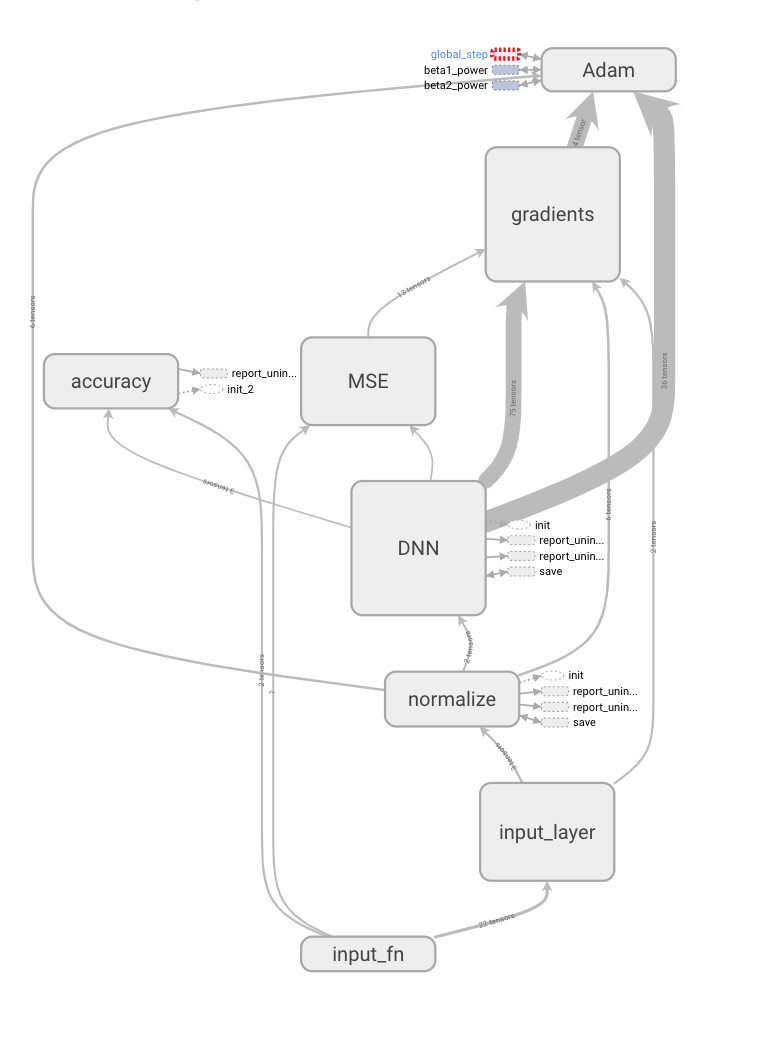 global_step
beta1_power
beta2_power
Adam
4 tensor
gradients
13 tensors
6 tensors
accuracy
report_unin...
init_2
MSE
75 tensors
36 tensors
3 tensors
DNN
init
report_unin...
report_unin...
save
6 tensors
2 tensors
2 tensors
2 tensors
?
normalize
init
report_unin...
report_unin...
save
3 tensors
input_layer
22 tensors
input_fn